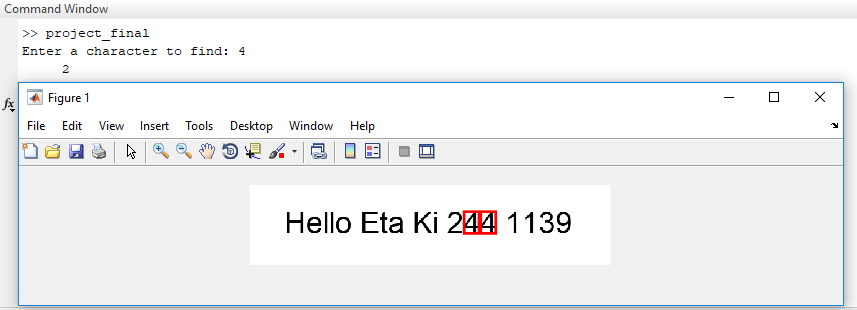 Command Window
>> project_final
Enter a character to find: 4
2
fx
Figure 1
File Edit View Insert Tools Desktop Window Help
Hello Eta Ki 244 1139